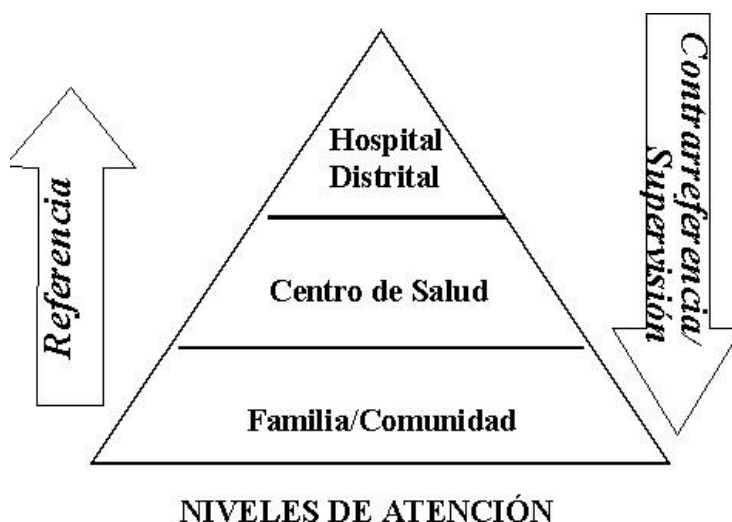 Referencia
Hospital
Distrital
Centro de Salud
Familia/Comunidad
Contrarreferencia/
Supervisión
NIVELES DE ATENCIÓN